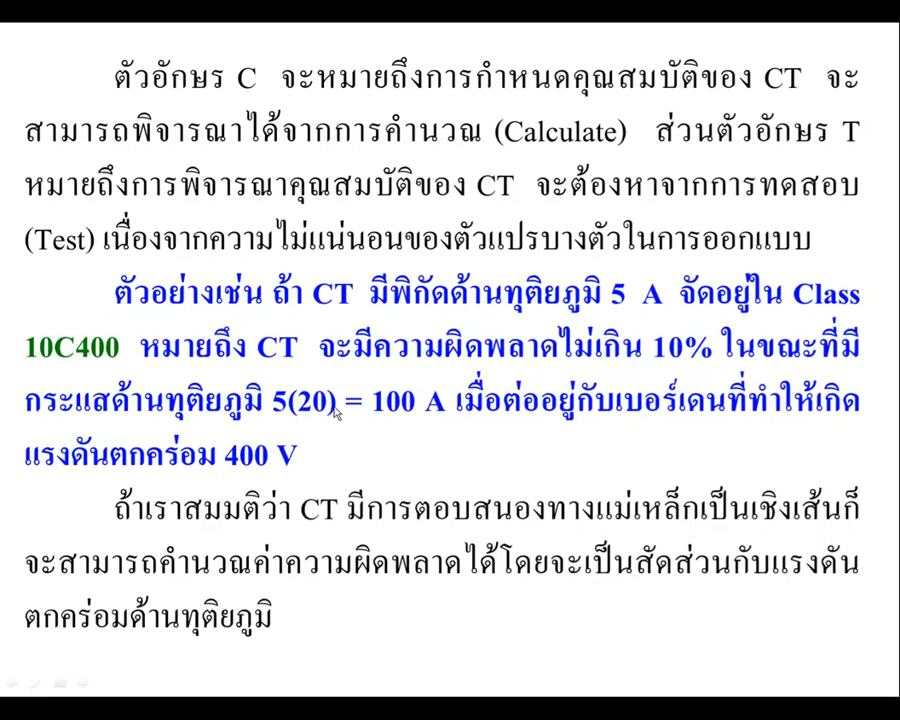 ตัวอักษร C จะหมายถึงการกำหนดคุณสมบัติของ CT จะ
สามารถพิจารณาได้จากการคำนวณ (Calculate) ส่วนตัวอักษร T
หมายถึงการพิจารณาคุณสมบัติของ CT จะต้องหาจากการทดสอบ
(Test) เนื่องจากความไม่แน่นอนของตัวแปรบางตัวในการออกแบบ
ตัวอย่างเช่น ถ้า CT มีพิกัดด้านทุติยภูมิ 5 A จัดอยู่ใน Class
10C400 หมายถึง CT จะมีความผิดพลาดไม่เกิน 10% ในขณะที่มี
กระแสด้านทุติยภูมิ 5(20) = 100 A เมื่อต่ออยู่กับเบอร์เดนที่ทำให้เกิด
แรงดันตกคร่อม 400 V
ถ้าเราสมมติว่า CT มีการตอบสนองทางแม่เหล็กเป็นเชิงเส้นก็
จะสามารถคำนวณค่าความผิดพลาดได้โดยจะเป็นสัดส่วนกับแรงดัน
ตกคร่อมด้านทุติยภูมิ